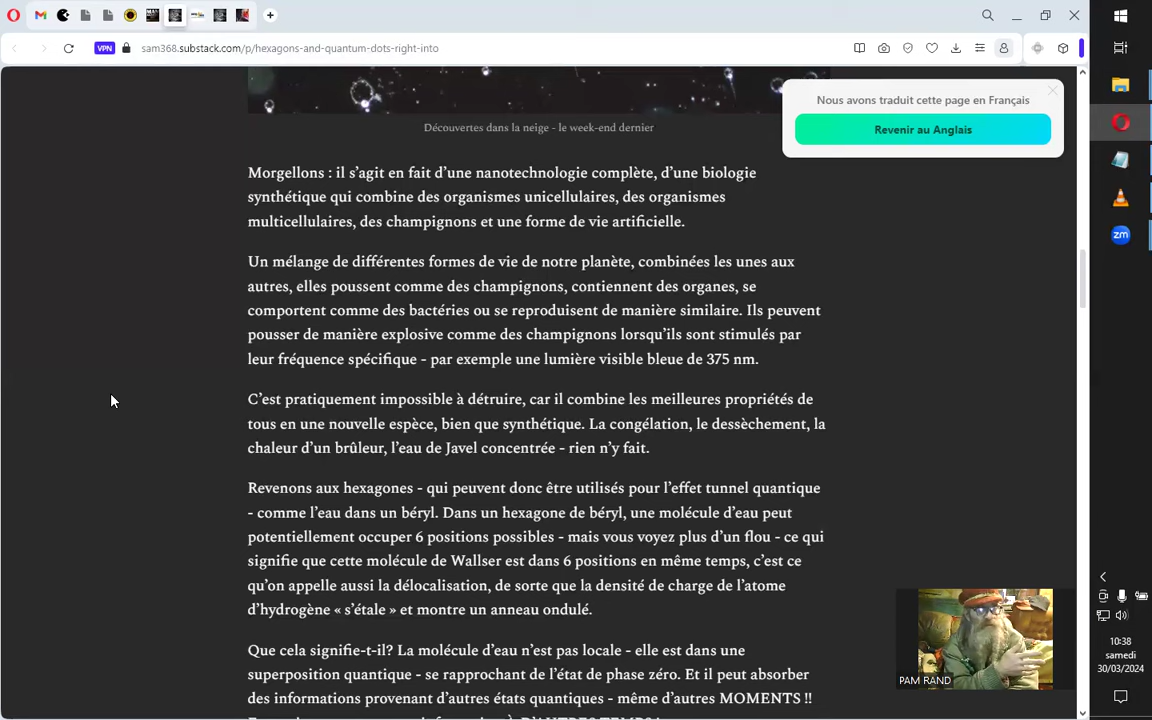 VPN
sam368.substack.com/p/hexagons-and-quantum-dots-right-into
Nous avons traduit cette page en Français
Revenir au Anglais
Découvertes dans la neige - le week-end dernier
Morgellons : il s'agit en fait d'une nanotechnologie complète, d'une biologie
synthétique qui combine des organismes unicellulaires, des organismes
multicellulaires, des champignons et une forme de vie artificielle.
Un mélange de différentes formes de vie de notre planète, combinées les unes aux
autres, elles poussent comme des champignons, contiennent des organes, se
comportent comme des bactéries ou se reproduisent de manière similaire. Ils peuvent
pousser de manière explosive comme des champignons lorsqu'ils sont stimulés par
leur fréquence spécifique - par exemple une lumière visible bleue de 375 nm.
C'est pratiquement impossible à détruire, car il combine les meilleures propriétés de
tous en une nouvelle espèce, bien que synthétique. La congélation, le dessèchement, la
chaleur d'un brûleur, l'eau de Javel concentrée - rien n'y fait.
Revenons aux hexagones - qui peuvent donc être utilisés pour l'effet tunnel quantique
- comme l'eau dans un béryl. Dans un hexagone de béryl, une molécule d'eau peut
potentiellement occuper 6 positions possibles - mais vous voyez plus d'un flou - ce qui
signifie que cette molécule de Wallser est dans 6 positions en même temps, c'est ce
qu'on appelle aussi la délocalisation, de sorte que la densité de charge de l'atome
d'hydrogène « s'étale » et montre un anneau ondulé.
Que cela signifie-t-il? La molécule d'eau n'est pas locale - elle est dans une
superposition quantique - se rapprochant de l'état de phase zéro. Et il peut absorber
des informations provenant d'autres états quantiques - même d'autres MOMENTS !!
zm
PAM RAND
10:38
samedi
30/03/2024